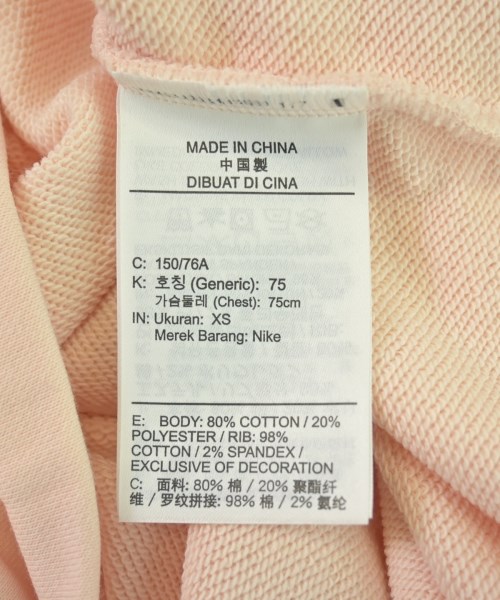 MADE IN CHINA
中国製
DIBUAT DI CINA
C: 150/76A
K: 호칭 (Generic): 75
가슴둘레 (Chest): 75cm
IN: Ukuran: XS
Merek Barang: Nike
E: BODY: 80% COTTON / 20%
POLYESTER / RIB: 98%
COTTON / 2% SPANDEX /
EXCLUSIVE OF DECORATION
C: 面料: 80% 棉 / 20% 聚酯纤
维 / 罗纹拼接: 98% 棉 / 2% 氨纶